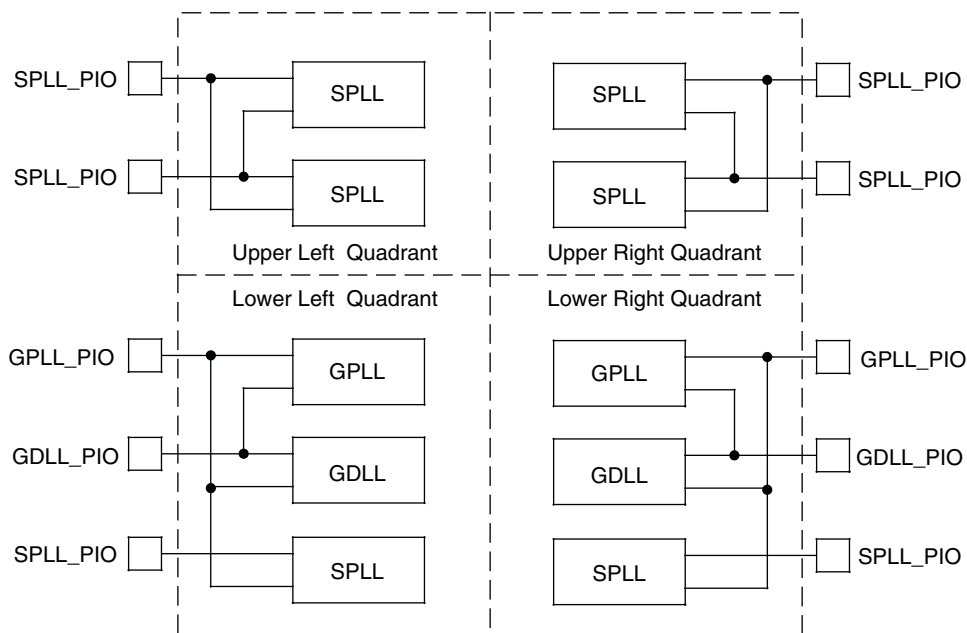 SPLL_PIO
SPLL
SPLL
SPLL_PIO
SPLL_PIO
SPLL
SPLL
SPLL_PIO
Upper Left Quadrant
Upper Right Quadrant
Lower Left Quadrant
Lower Right Quadrant
GPLL_PIO
GPLL
GPLL
GPLL_PIO
GDLL_PIO
GDLL
GDLL
GDLL_PIO
SPLL_PIO
SPLL
SPLL
SPLL_PIO